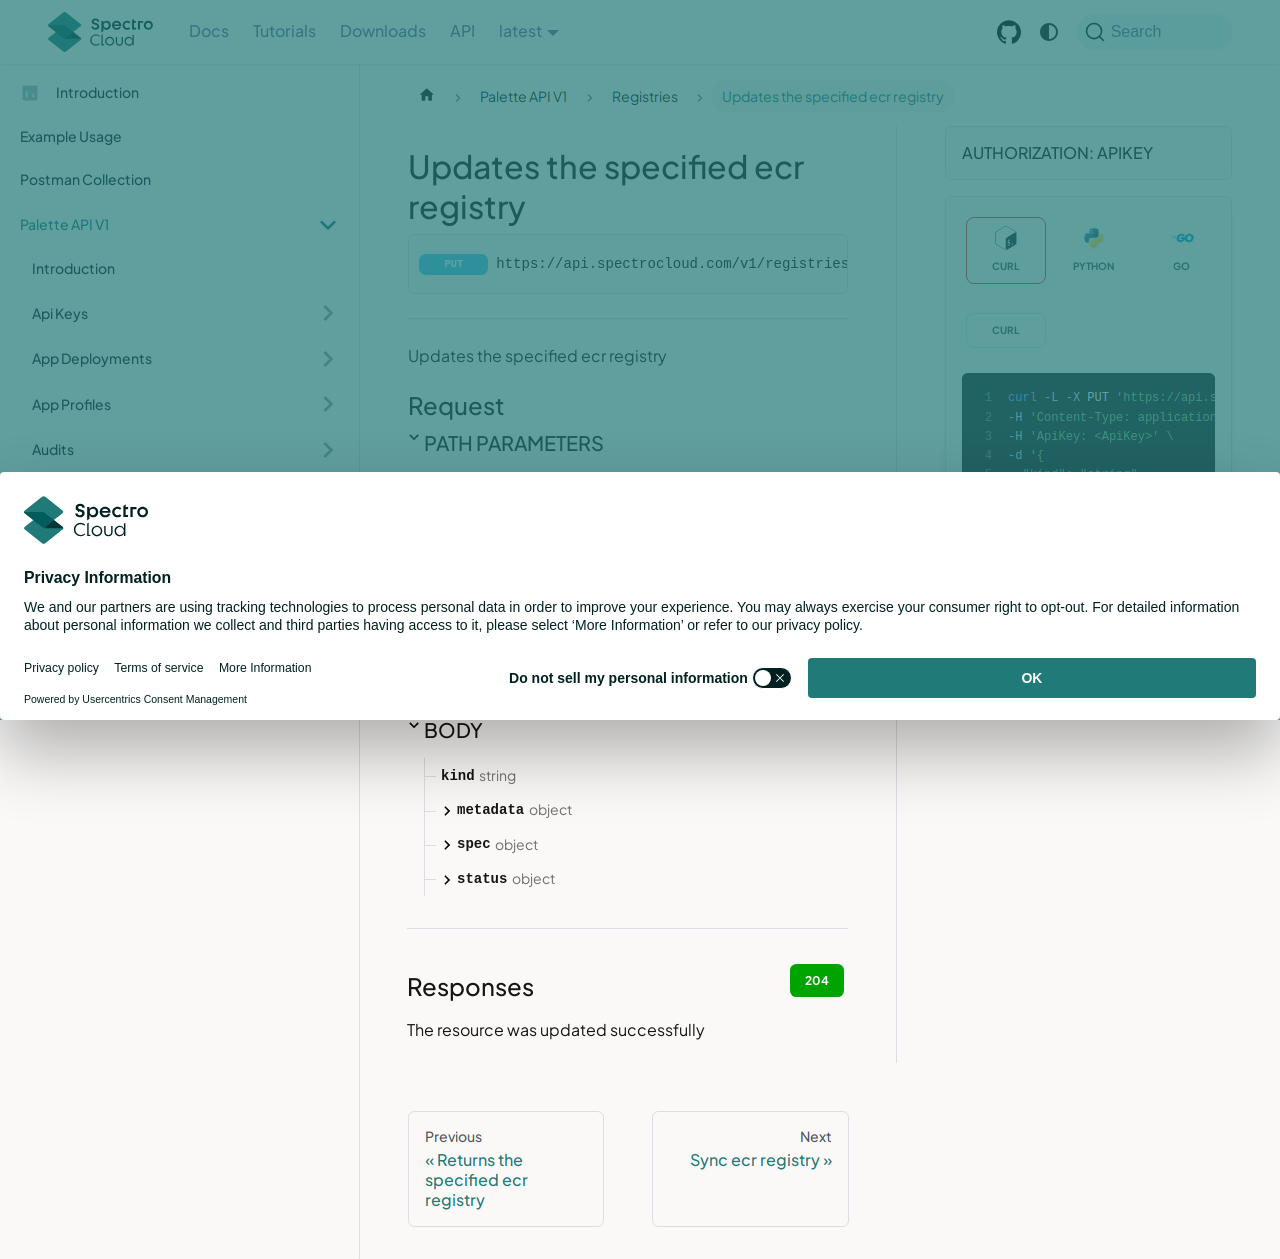 Spectro Cloud
Docs
Tutorials
Downloads
API
latest
Search
Introduction
Example Usage
Postman Collection
Palette API V1
Introduction
Api Keys
App Deployments
App Profiles
Audits
Palette API V1
Registries
Updates the specified ecr registry
Updates the specified ecr
registry
PUT https://api.spectrocloud.com/v1/registries
Updates the specified ecr registry
Request
PATH PARAMETERS
AUTHORIZATION: APIKEY
CURL
PYTHON
GO
CURL
1 curl -L -X PUT 'https://api.s
2 -H 'Content-Type: application
3 -H 'ApiKey: <ApiKey>' \
4 -d '{
Spectro
Cloud
Privacy Information
We and our partners are using tracking technologies to process personal data in order to improve your experience. You may always exercise your consumer right to opt-out. For detailed information
about personal information we collect and third parties having access to it, please select ‘More Information’ or refer to our privacy policy.
Privacy policy
Terms of service
More Information
Powered by Usercentrics Consent Management
Do not sell my personal information
OK
BODY
kind string
metadata object
spec object
status object
Responses
204
The resource was updated successfully
Previous
« Returns the
specified ecr
registry
Next
Sync ecr registry »